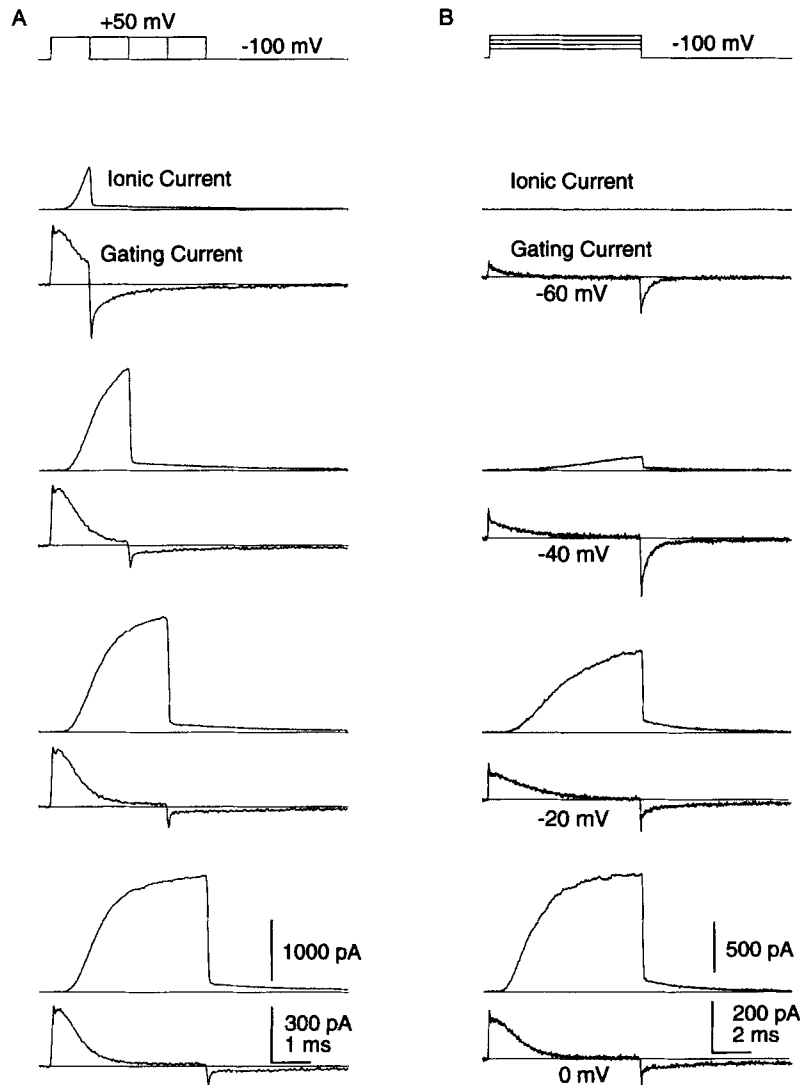 A
+50 mV
-100 mV
Ionic Current
Gating Current
1000 pA
300 pA
1 ms
B
-100 mV
Ionic Current
Gating Current
-60 mV
-40 mV
-20 mV
500 pA
200 pA
2 ms
0 mV